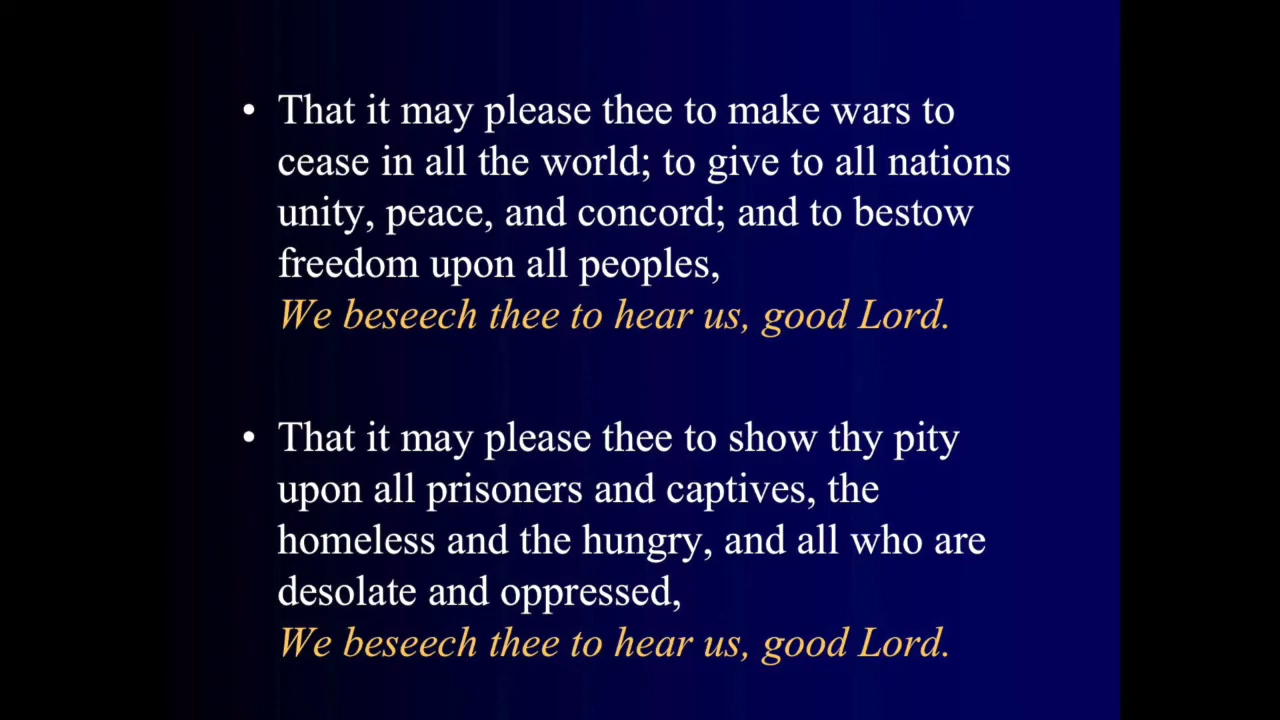 • That it may please thee to make wars to
cease in all the world; to give to all nations
unity, peace, and concord; and to bestow
freedom upon all peoples,
We beseech thee to hear us, good Lord.
• That it may please thee to show thy pity
upon all prisoners and captives, the
homeless and the hungry, and all who are
desolate and oppressed,
We beseech thee to hear us, good Lord.